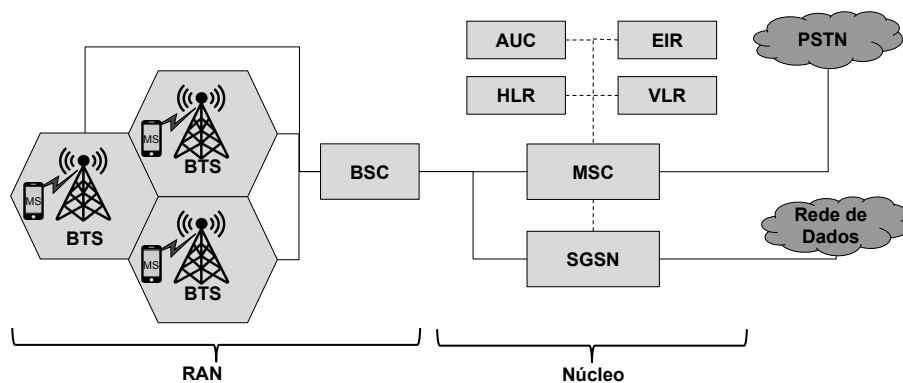 AUC
EIR
PSTN
HLR
VLR
MS
BTS
BSC
MSC
MS
BTS
Rede de
Dados
MS
BTS
SGSN
RAN
Núcleo